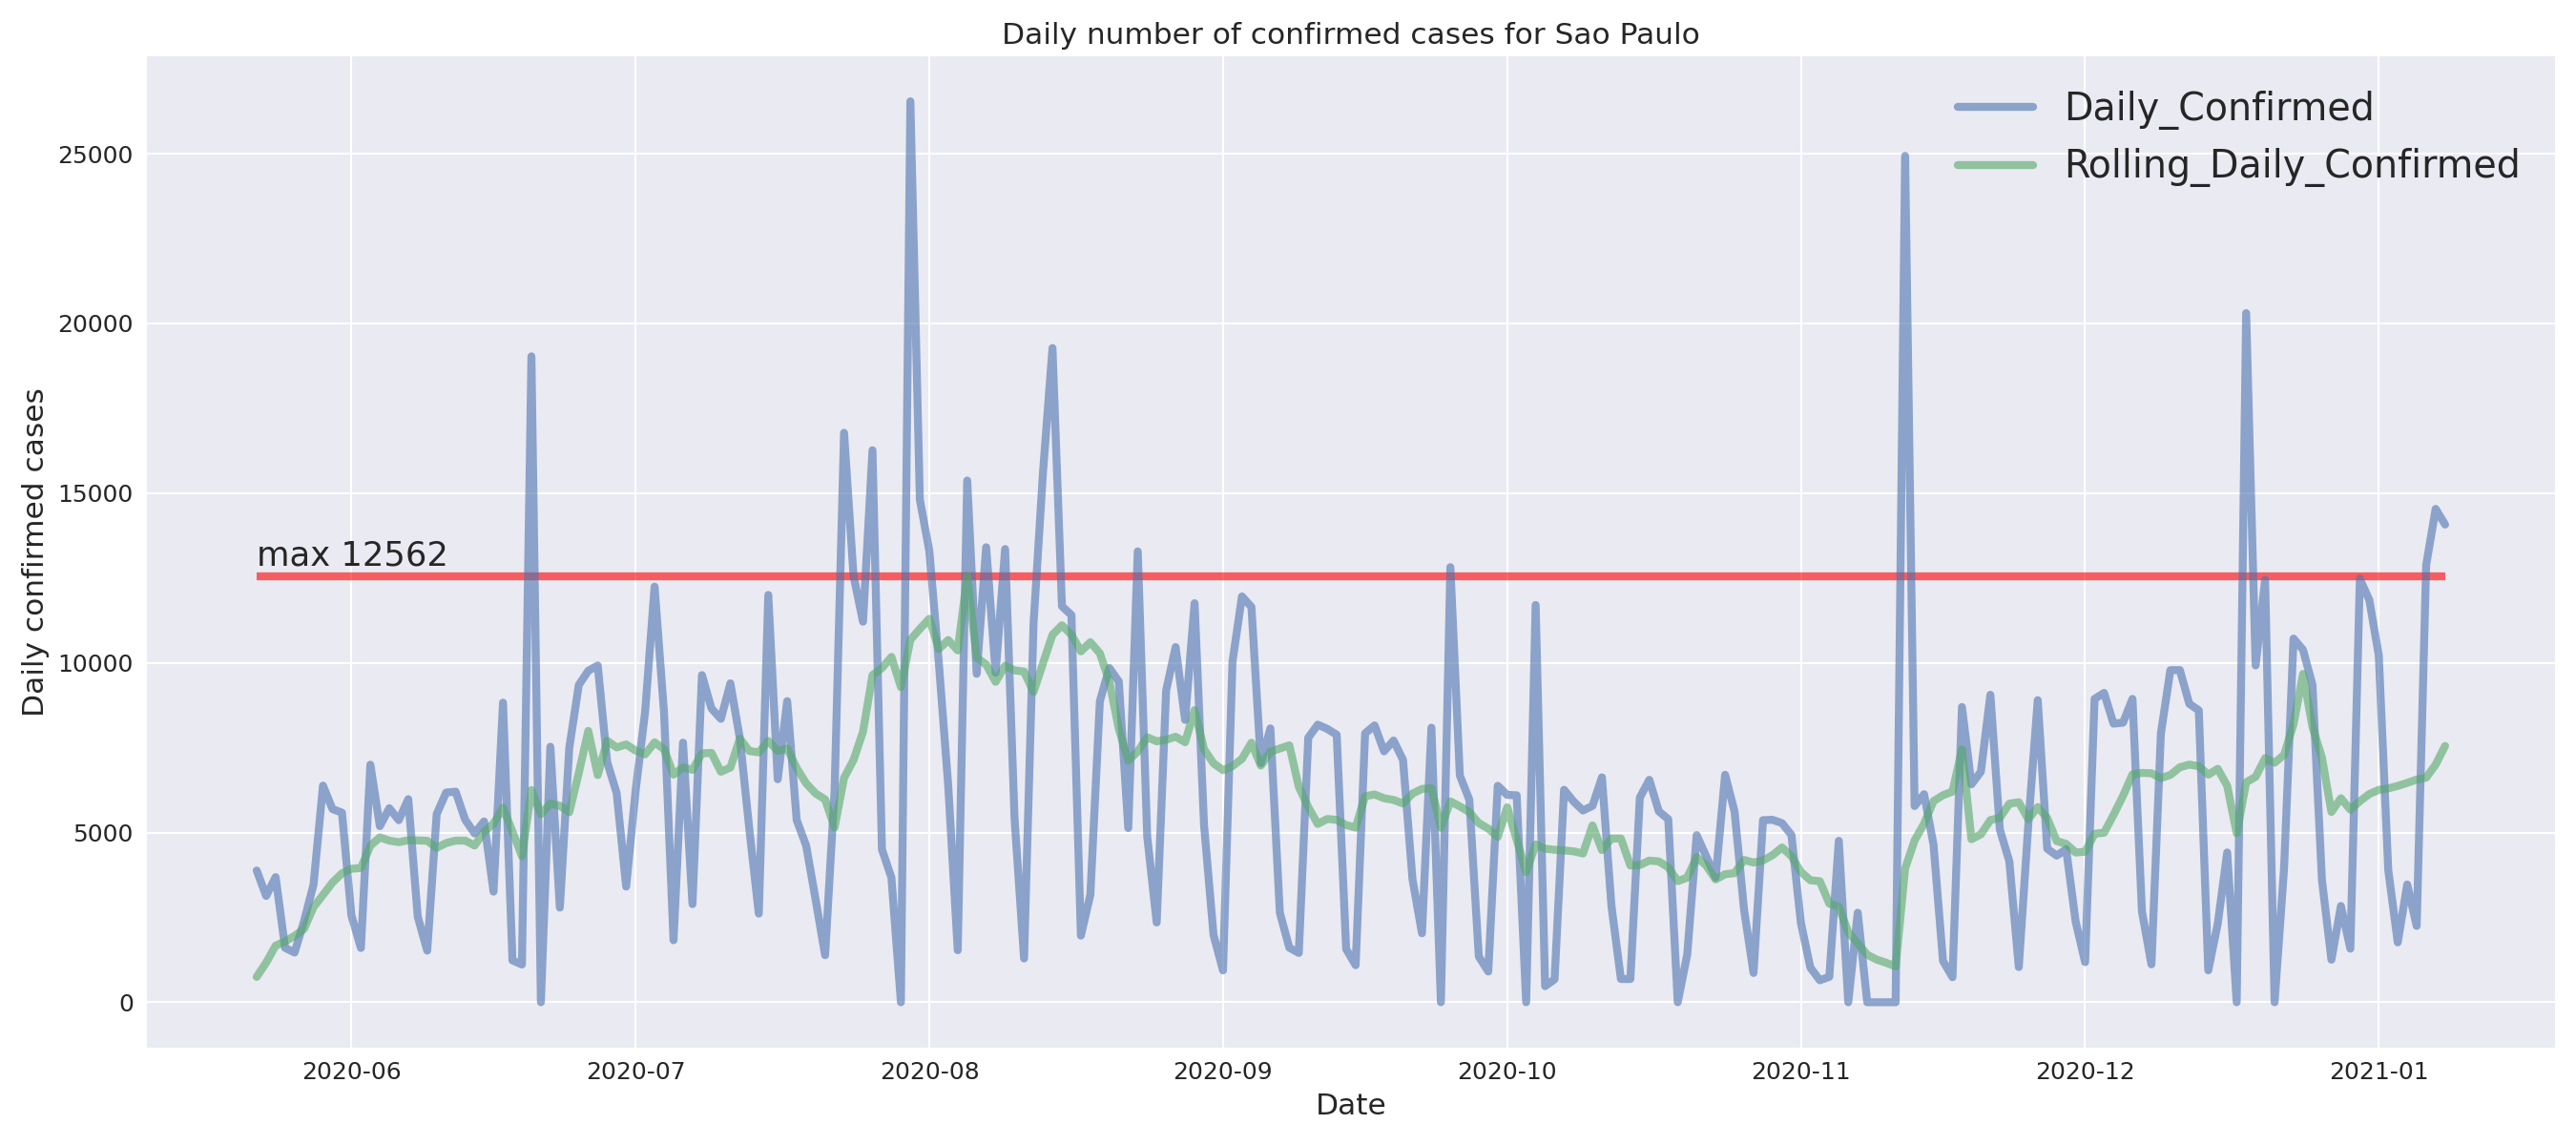 Daily number of confirmed cases for Sao Paulo
Daily_Confirmed
Rolling_Daily_Confirmed
25000
20000
15000
10000
5000
0
Daily confirmed cases
max 12562
2020-06 2020-07 2020-08 2020-09 2020-10 2020-11 2020-12 2021-01
Date